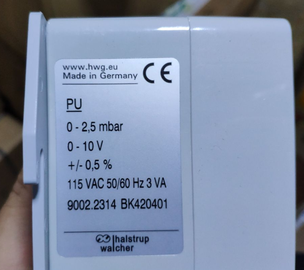 www.hwg.eu
Made in Germany
CE
PU
0 - 2,5 mbar
0 - 10 V
+/- 0,5 %
115 VAC 50/60 Hz 3 VA
9002.2314 BK420401
halstrup
walcher